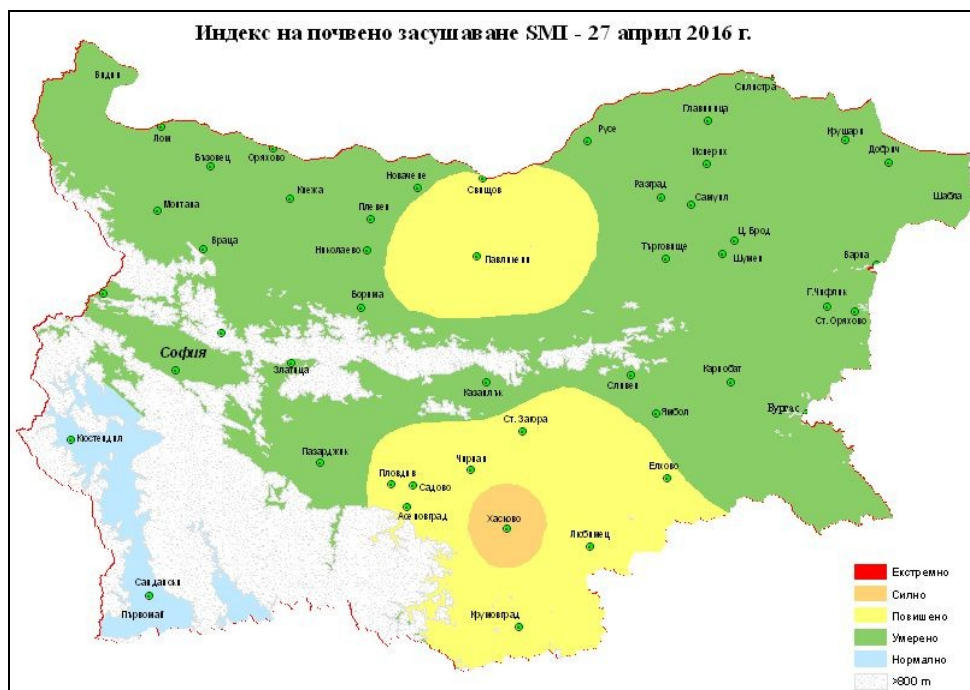 Индекс на почвено засушаване SMI - 27 април 2016 г.
Видин
Силистра
Главиница
Лом
Русе
Крушари
Оряхово
Бъзовец
Исперих
Добрич
Новачене
Свищов
Кнежа
Разград
Самуил
Шабла
Монтана
Плевен
Ц. Брод
Враца
Николаево
Павликени
Търговище
Шумен
Варна
Борима
Г.Чифлик
Ст. Оряхово
София
Златица
Казанлък
Сливен
Карнобат
Бургас
Ямбол
Ст. Загора
Кюстендил
Пазарджик
Чирпан
Пловдив
Садово
Елхово
Асеновград
Хасково
Любимец
Сандански
Първомай
Крумовград
Екстремно
Силно
Повишено
Умерено
Нормално
>800 m